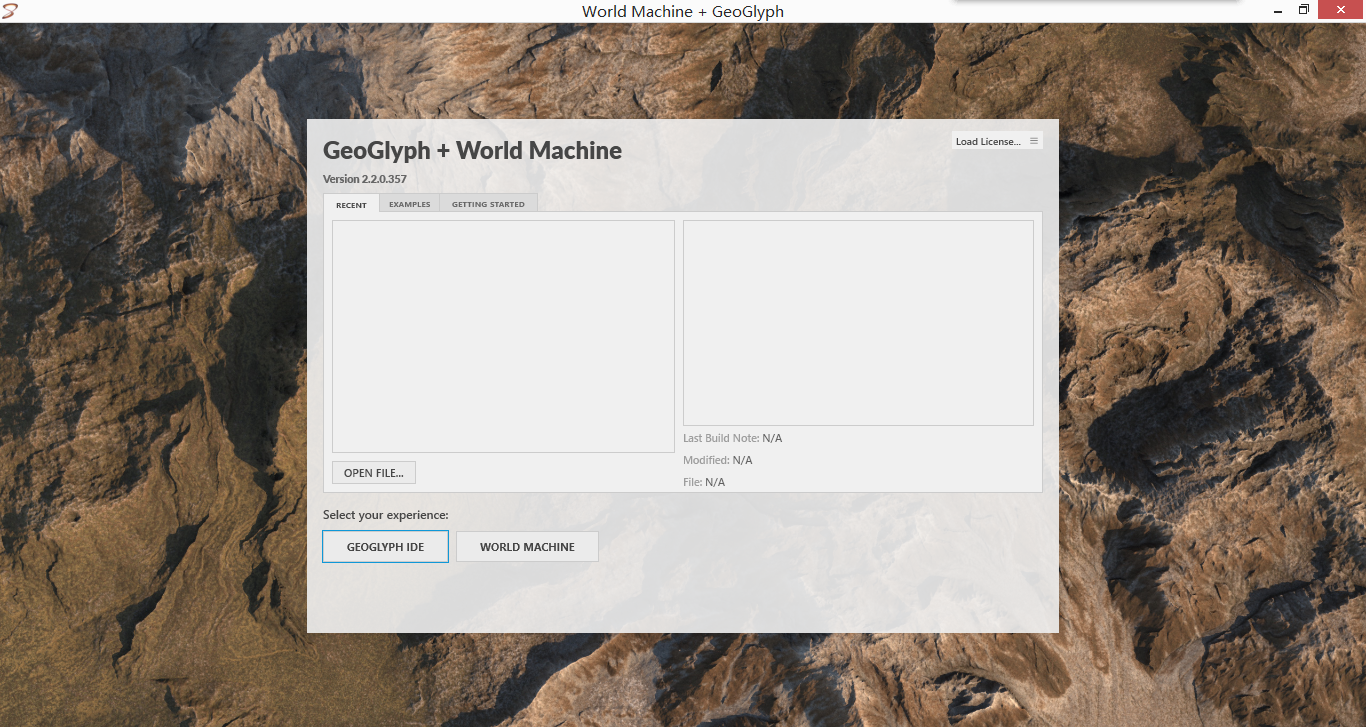 World Machine + GeoGlyph
GeoGlyph + World Machine
Load License...
Version 2.2.0.357
RECENT EXAMPLES GETTING STARTED
Last Build Note: N/A
Modified: N/A
File: N/A
OPEN FILE...
Select your experience:
GEOGLYPH IDE WORLD MACHINE